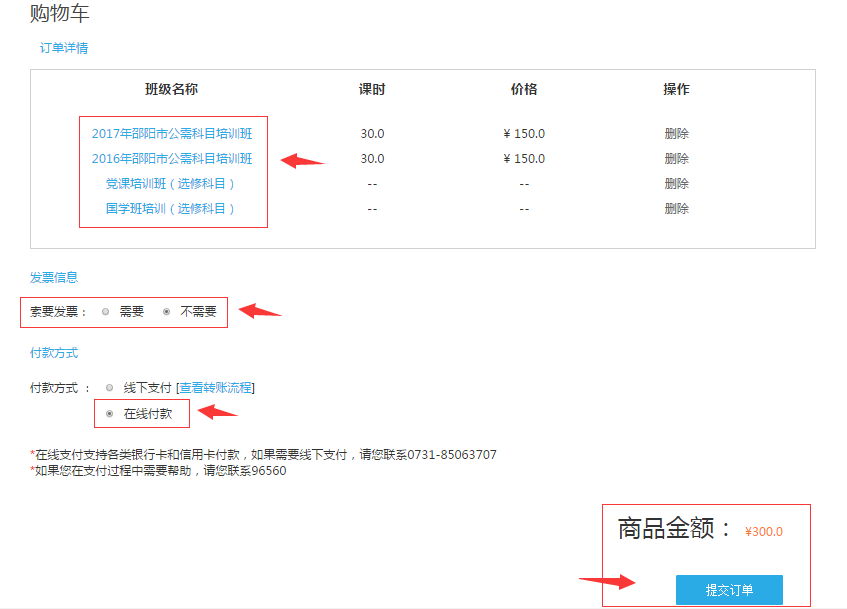 购物车
订单详情
班级名称 课时 价格 操作
2017年邵阳市公需科目培训班 30.0 ¥ 150.0 删除
2016年邵阳市公需科目培训班 30.0 ¥ 150.0 删除
党课培训班（选修科目） -- -- 删除
国学班培训（选修科目） -- -- 删除
发票信息
索要发票： 需要 不需要
付款方式
付款方式 ： 线下支付 [查看转账流程]
在线付款
*在线支付支持各类银行卡和信用卡付款，如果需要线下支付，请您联系0731-85063707
*如果您在支付过程中需要帮助，请您联系96560
商品金额： ¥300.0
提交订单